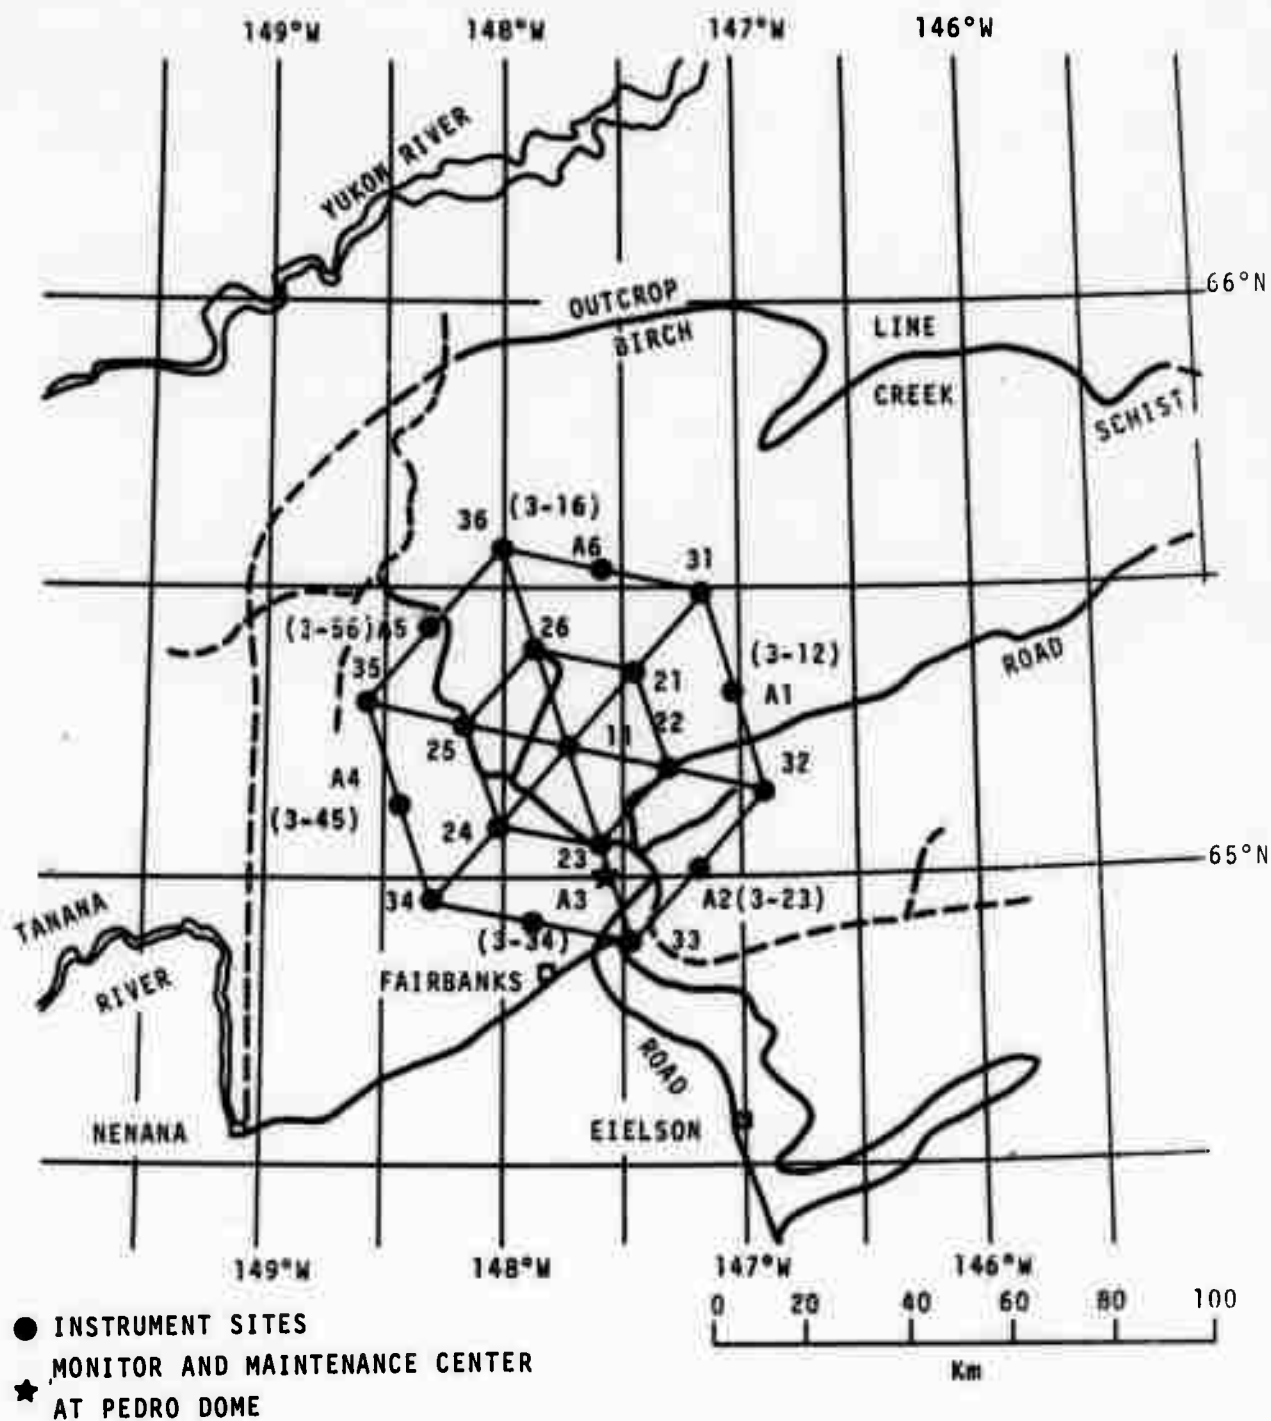 149°W 148°W 147°W 146°W
YUKON RIVER
66°N
OUTCROP
BIRCH
LINE
CREEK
SCHIST
36 (3-16)
A6
31
(3-56)A5
26
(3-12)
ROAD
35
21
A1
25
11 22
32
A4
(3-45)
24
23
65°N
34
A3
A2(3-23)
(3-34)
33
TANANA
RIVER
FAIRBANKS
ROAD
NENANA
EIELSON
149°W 148°W 147°W 146°W
0 20 40 60 80 100
Km
INSTRUMENT SITES
MONITOR AND MAINTENANCE CENTER
AT PEDRO DOME